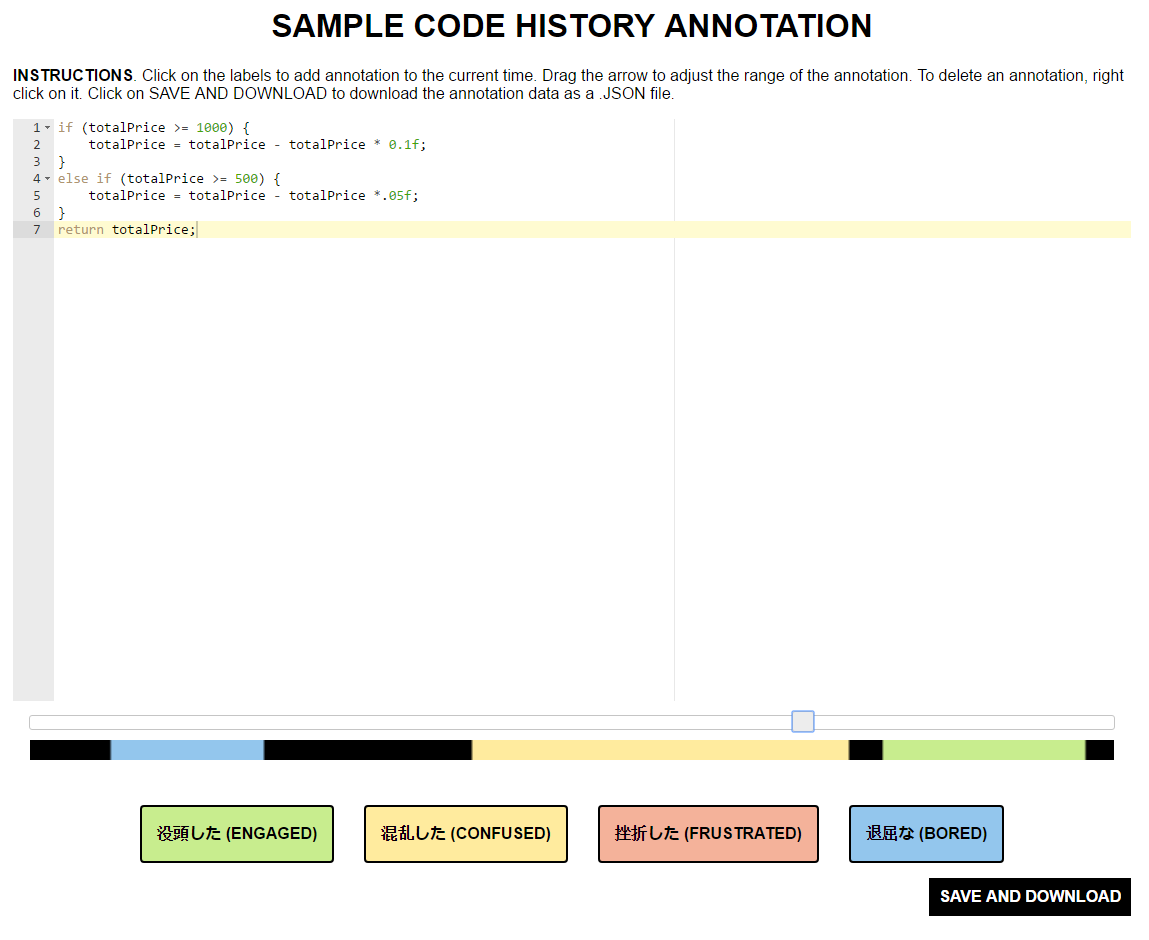 SAMPLE CODE HISTORY ANNOTATION
INSTRUCTIONS. Click on the labels to add annotation to the current time. Drag the arrow to adjust the range of the annotation. To delete an annotation, right
click on it. Click on SAVE AND DOWNLOAD to download the annotation data as a .JSON file.
1 if (totalPrice >= 1000) {
2     totalPrice = totalPrice - totalPrice * 0.1f;
3 }
4 else if (totalPrice >= 500) {
5     totalPrice = totalPrice - totalPrice *.05f;
6 }
7 return totalPrice;
没頭した (ENGAGED) 混乱した (CONFUSED) 挫折した (FRUSTRATED) 退屈な (BORED)
SAVE AND DOWNLOAD